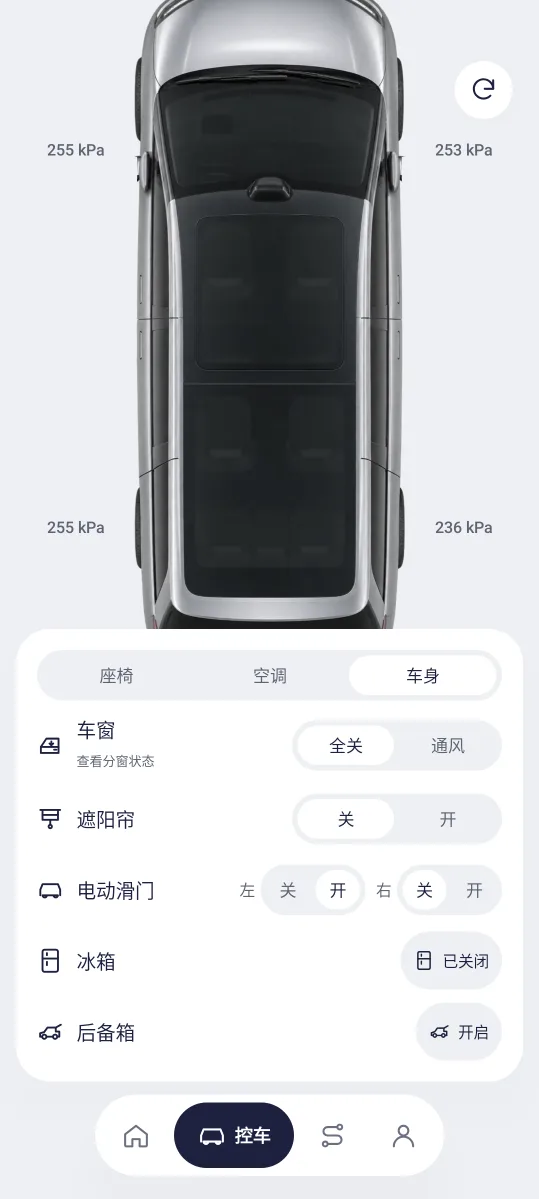 255 kPa
253 kPa
255 kPa
236 kPa
座椅 空调 车身
车窗
查看分窗状态
全关 通风
遮阳帘 关 开
电动滑门 左 关 开 右 关 开
冰箱 已关闭
后备箱 开启
控车